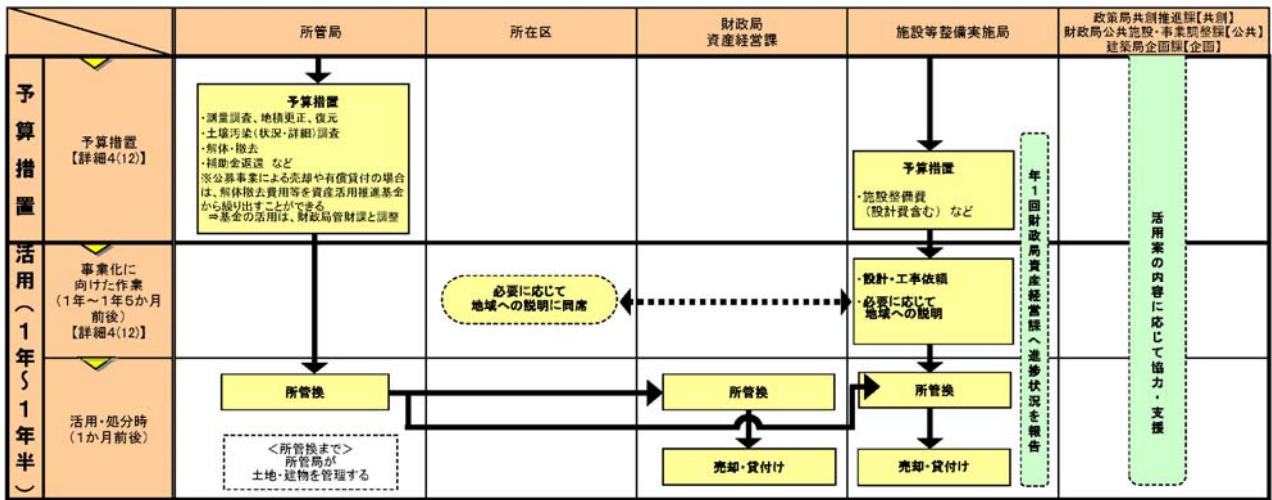 所管局
所在区
財政局
資産経営課
施設等整備実施局
政策局共創推進課【共創】
財政局公共施設・事業調整課【公共】
建築局企画課【企画】
予算措置
予算措置
【詳細4(12)】
予算措置
・測量調査、地積更正、復元
・土壌汚染(状況・詳細)調査
・解体・撤去
・補助金返還 など
※公募事業による売却や有償貸付の場合
は、解体撤去費用等を資産活用推進基金
から繰り出すことができる
⇒基金の活用は、財政局管財課と調整
予算措置
・施設整備費
(設計費含む) など
年1回財政局資産経営課へ進捗状況を報告
活用案の内容に応じて協力・支援
活用(1年~1年半)
事業化に
向けた作業
(1年~1年5か月
前後)
【詳細4(12)】
必要に応じて
地域への説明に同席
・設計・工事依頼
・必要に応じて
地域への説明
活用・処分時
(1か月前後)
所管換
所管換
所管換
<所管換まで>
所管局が
土地・建物を管理する
売却・貸付け
売却・貸付け